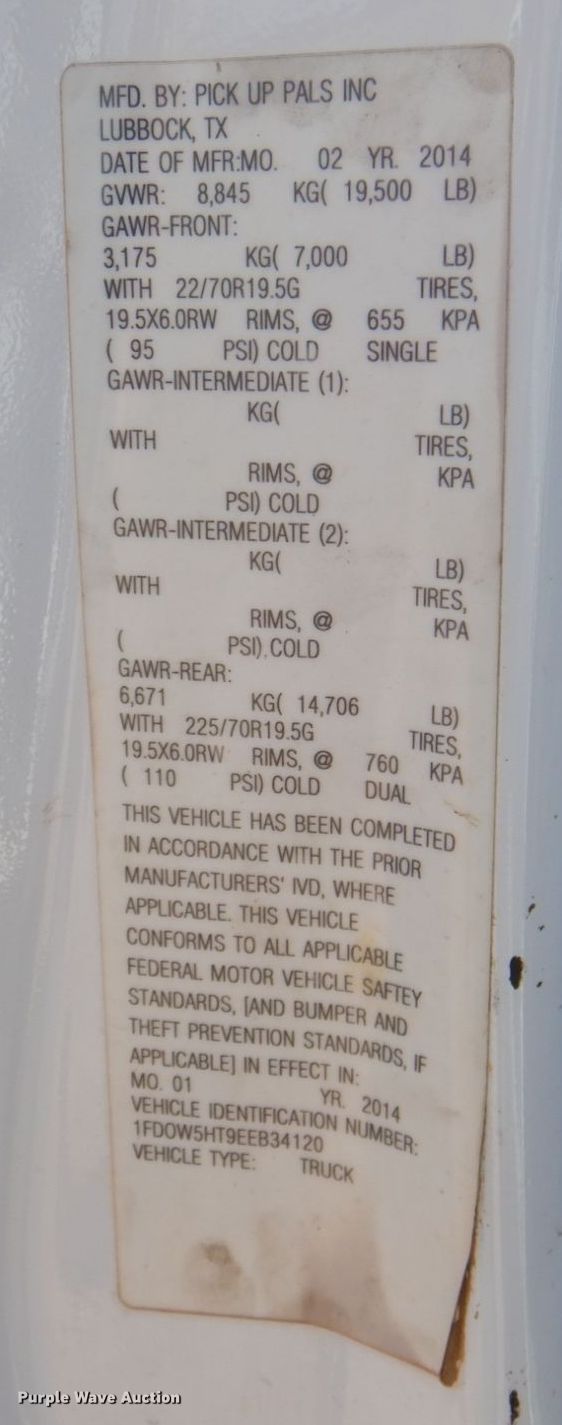 MFD. BY: PICK UP PALS INC
LUBBOCK, TX
DATE OF MFR:MO. 02 YR. 2014
GVWR: 8,845 KG( 19,500 LB)
GAWR-FRONT:
3,175 KG( 7,000 LB)
WITH 22/70R19.5G TIRES,
19.5X6.0RW RIMS, @ 655 KPA
( 95 PSI) COLD SINGLE
GAWR-INTERMEDIATE (1):
KG( LB)
WITH TIRES,
RIMS, @ KPA
( PSI) COLD
GAWR-INTERMEDIATE (2):
KG( LB)
WITH TIRES,
RIMS, @ KPA
( PSI) COLD
GAWR-REAR:
6,671 KG( 14,706 LB)
WITH 225/70R19.5G TIRES,
19.5X6.0RW RIMS, @ 760 KPA
( 110 PSI) COLD DUAL
THIS VEHICLE HAS BEEN COMPLETED
IN ACCORDANCE WITH THE PRIOR
MANUFACTURERS' IVD, WHERE
APPLICABLE. THIS VEHICLE
CONFORMS TO ALL APPLICABLE
FEDERAL MOTOR VEHICLE SAFTEY
STANDARDS, [AND BUMPER AND
THEFT PREVENTION STANDARDS, IF
APPLICABLE] IN EFFECT IN:
MO. 01 YR. 2014
VEHICLE IDENTIFICATION NUMBER:
1FDOW5HT9EEB34120
VEHICLE TYPE: TRUCK
Purple Wave Auction